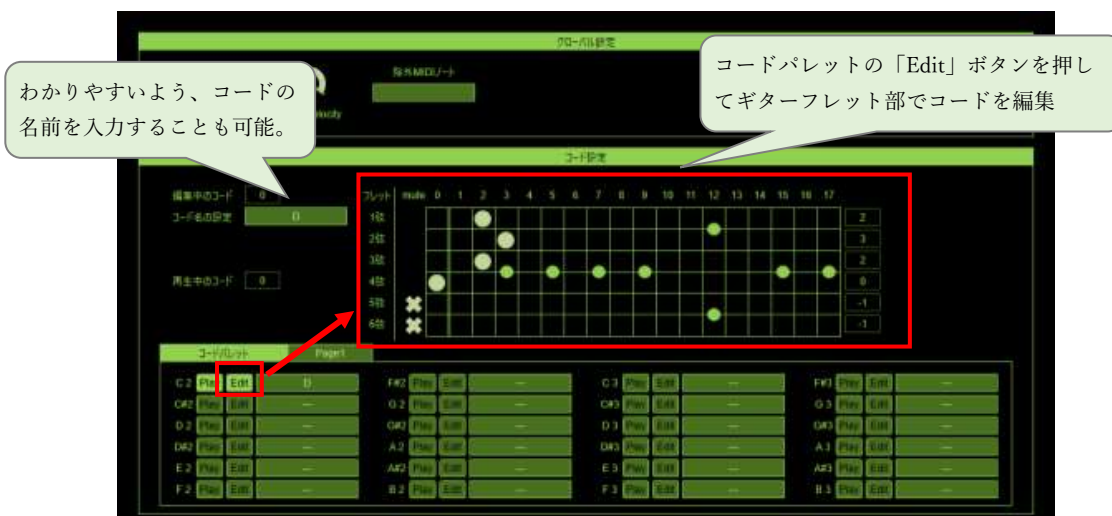 グローバル設定
除外MIDIノート
わかりやすいよう、コードの
名前を入力することも可能。
コードパレットの「Edit」ボタンを押し
てギターフレット部でコードを編集
コード設定
編集中のコード 0
コード名の設定 D
再生中のコード 0
フレット mute 0 1 2 3 4 5 6 7 8 9 10 11 12 13 14 15 16 17
1弦 2
2弦 3
3弦 2
4弦 0
5弦 -1
6弦 -1
コードパレット Page1
C 2 Play Edit D F#2 Play Edit --- C 3 Play Edit --- F#3 Play Edit ---
C#2 Play Edit --- G 2 Play Edit --- C#3 Play Edit --- G 3 Play Edit ---
D 2 Play Edit --- G#2 Play Edit --- D 3 Play Edit --- G#3 Play Edit ---
D#2 Play Edit --- A 2 Play Edit --- D#3 Play Edit --- A 3 Play Edit ---
E 2 Play Edit --- A#2 Play Edit --- E 3 Play Edit --- A#3 Play Edit ---
F 2 Play Edit --- B 2 Play Edit --- F 3 Play Edit --- B 3 Play Edit ---